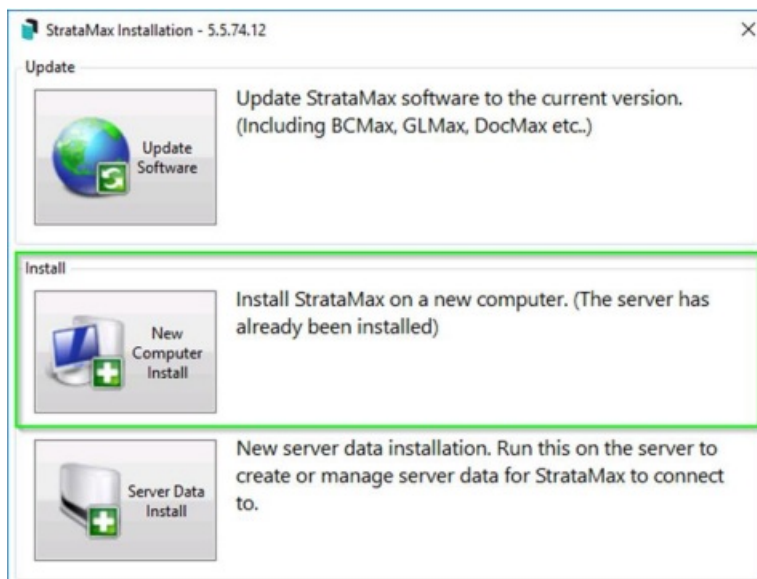 StrataMax Installation - 5.5.74.12
Update
Update
Software
Update StrataMax software to the current version.
(Including BCMax, GLMax, DocMax etc..)
Install
New
Computer
Install
Install StrataMax on a new computer. (The server has
already been installed)
Server Data
Install
New server data installation. Run this on the server to
create or manage server data for StrataMax to connect
to.